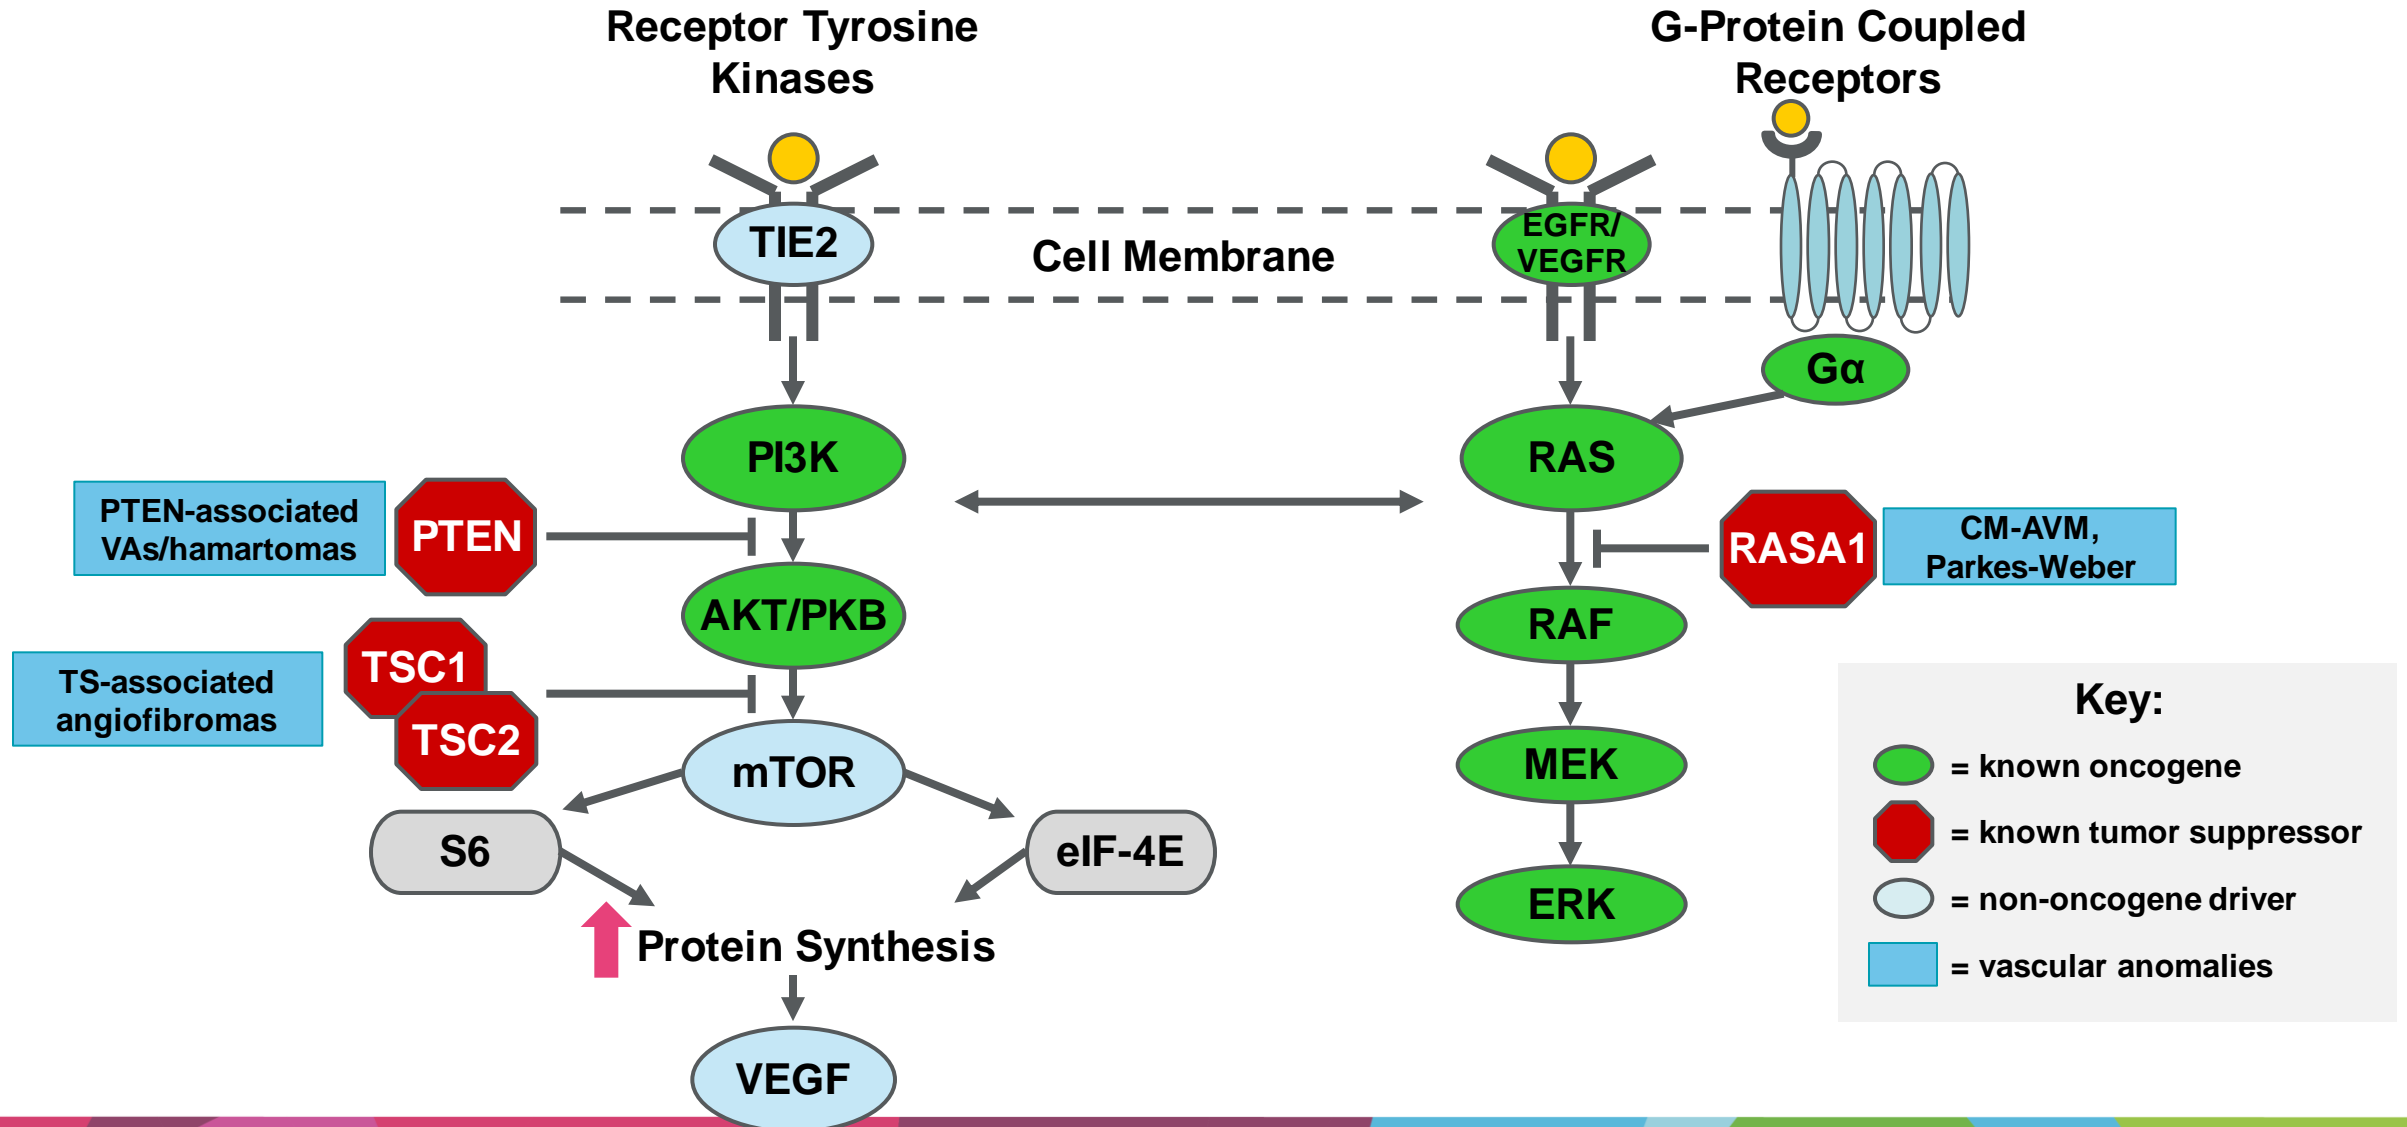 Receptor Tyrosine
Kinases
G-Protein Coupled
Receptors
TIE2
Cell Membrane
EGFR/
VEGFR
Gα
PI3K
RAS
PTEN-associated
VAs/hamartomas
PTEN
RASA1
CM-AVM,
Parkes-Weber
AKT/PKB
RAF
TS-associated
angiofibromas
TSC1
TSC2
mTOR
MEK
S6
eIF-4E
ERK
Protein Synthesis
VEGF
Key:
= known oncogene
= known tumor suppressor
= non-oncogene driver
= vascular anomalies